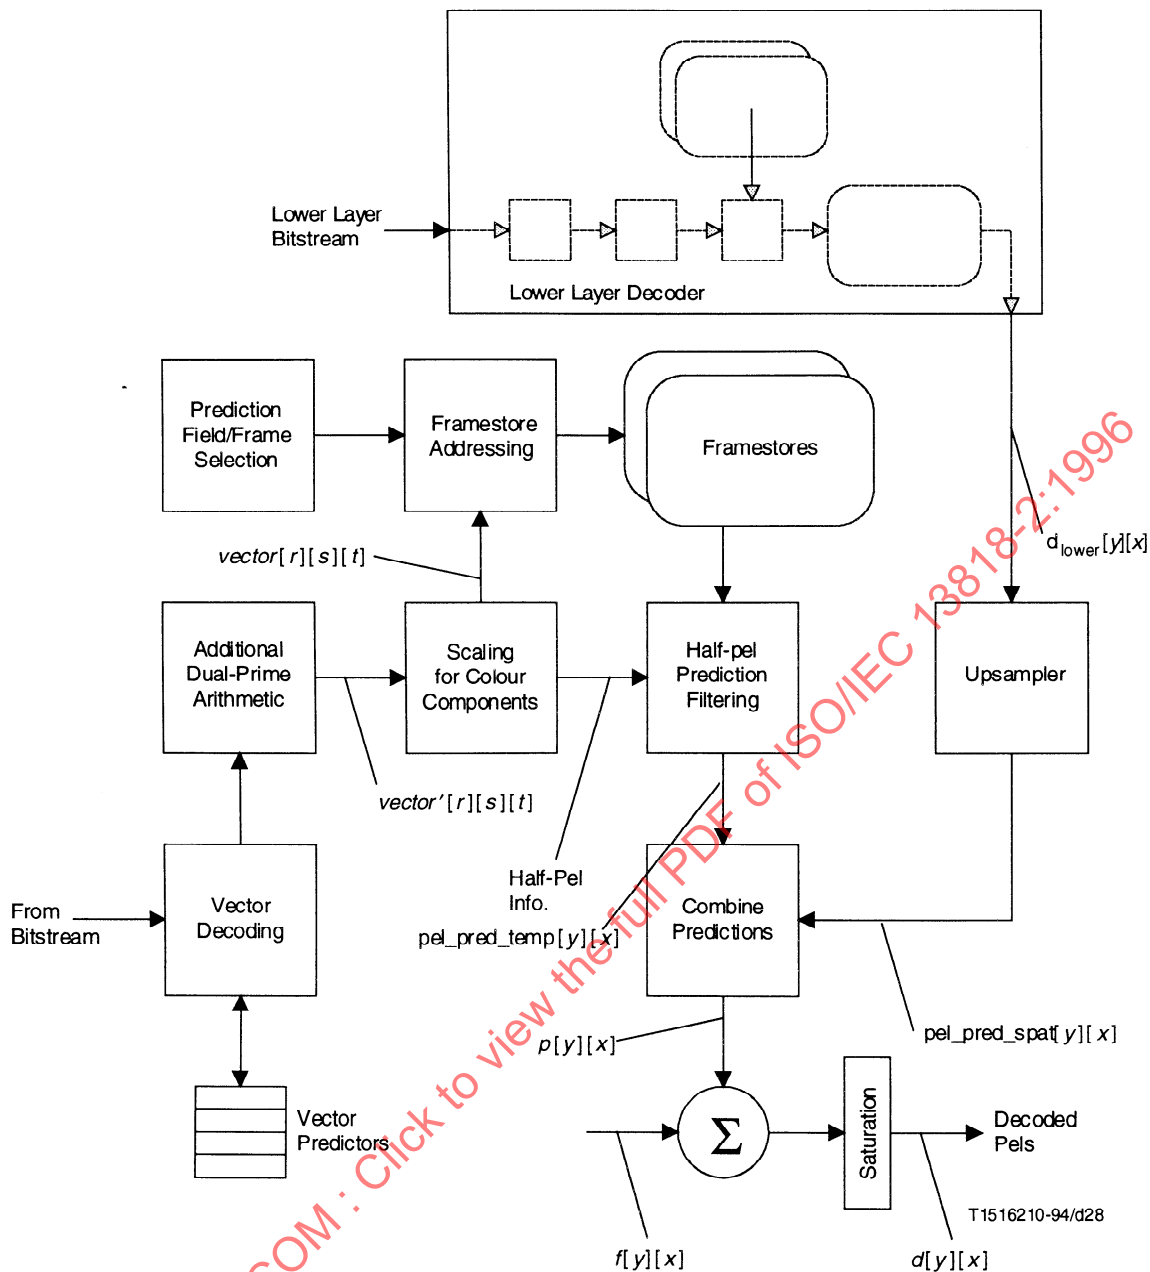 Lower Layer
Bitstream
Lower Layer Decoder
Prediction
Field/Frame
Selection
Framestore
Addressing
Framestores
vector[r][s][t]
d lower [y][x]
Additional
Dual-Prime
Arithmetic
Scaling
for Colour
Components
Half-pel
Prediction
Filtering
Upsampler
vector′[r][s][t]
Half-Pel
Info.
From
Bitstream
Vector
Decoding
pel_pred_temp[y][x]
Combine
Predictions
pel_pred_spat[y][x]
p[y][x]
Vector
Predictors
Σ
Saturation
Decoded
Pels
T1516210-94/d28
f[y][x]
d[y][x]
COM : Click to view the full PDF of ISO/IEC 13818-2:1996